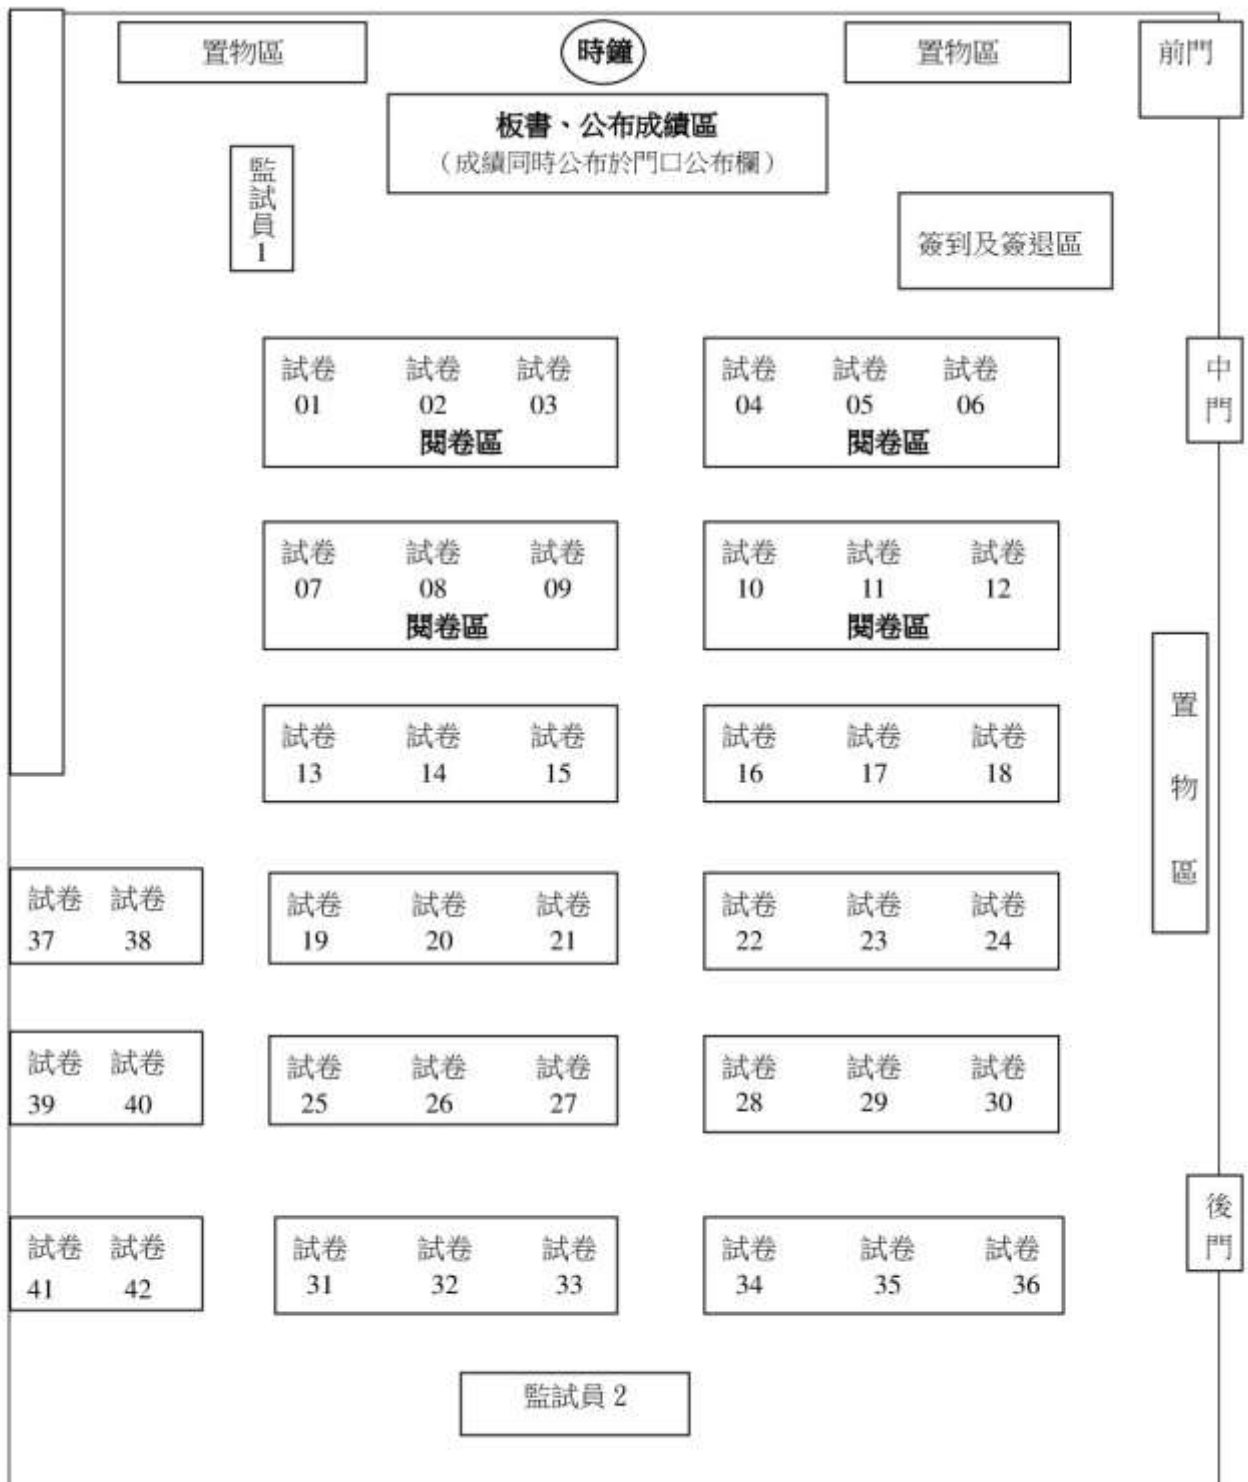 置物區
時鐘
置物區
前門
板書、公布成績區
（成績同時公布於門口公布欄）
監試員1
簽到及簽退區
試卷 試卷 試卷
01 02 03
閱卷區
試卷 試卷 試卷
04 05 06
閱卷區
中門
試卷 試卷 試卷
07 08 09
閱卷區
試卷 試卷 試卷
10 11 12
閱卷區
置物區
試卷 試卷 試卷
13 14 15
試卷 試卷 試卷
16 17 18
試卷 試卷
37 38
試卷 試卷 試卷
19 20 21
試卷 試卷 試卷
22 23 24
試卷 試卷
39 40
試卷 試卷 試卷
25 26 27
試卷 試卷 試卷
28 29 30
後門
試卷 試卷
41 42
試卷 試卷 試卷
31 32 33
試卷 試卷 試卷
34 35 36
監試員 2